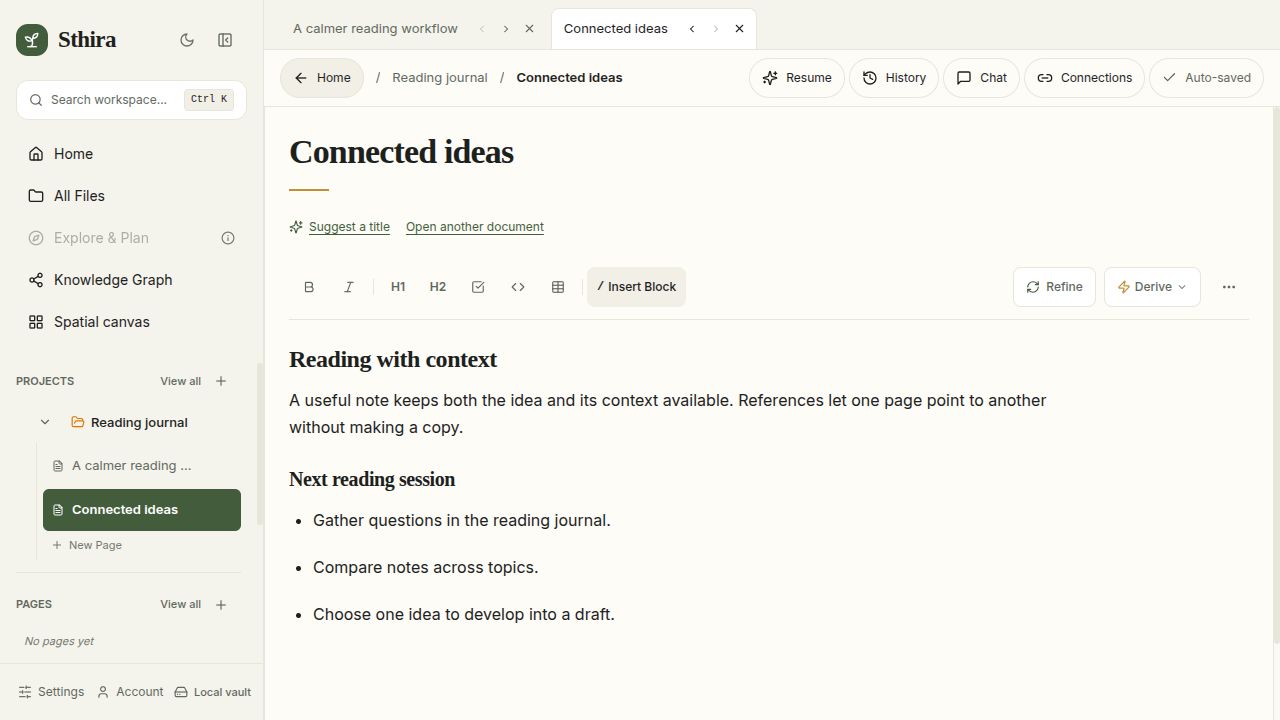 Sthira
Search workspace...
Ctrl K
Home
All Files
Explore & Plan
Knowledge Graph
Spatial canvas
PROJECTS
View all
Reading journal
A calmer reading ...
Connected ideas
New Page
PAGES
View all
No pages yet
Settings
Account
Local vault
A calmer reading workflow
Connected ideas
Home / Reading journal / Connected ideas
Resume
History
Chat
Connections
Auto-saved
Connected ideas
Suggest a title
Open another document
B I H1 H2
/ Insert Block
Refine
Derive
Reading with context
A useful note keeps both the idea and its context available. References let one page point to another
without making a copy.
Next reading session
• Gather questions in the reading journal.
• Compare notes across topics.
• Choose one idea to develop into a draft.